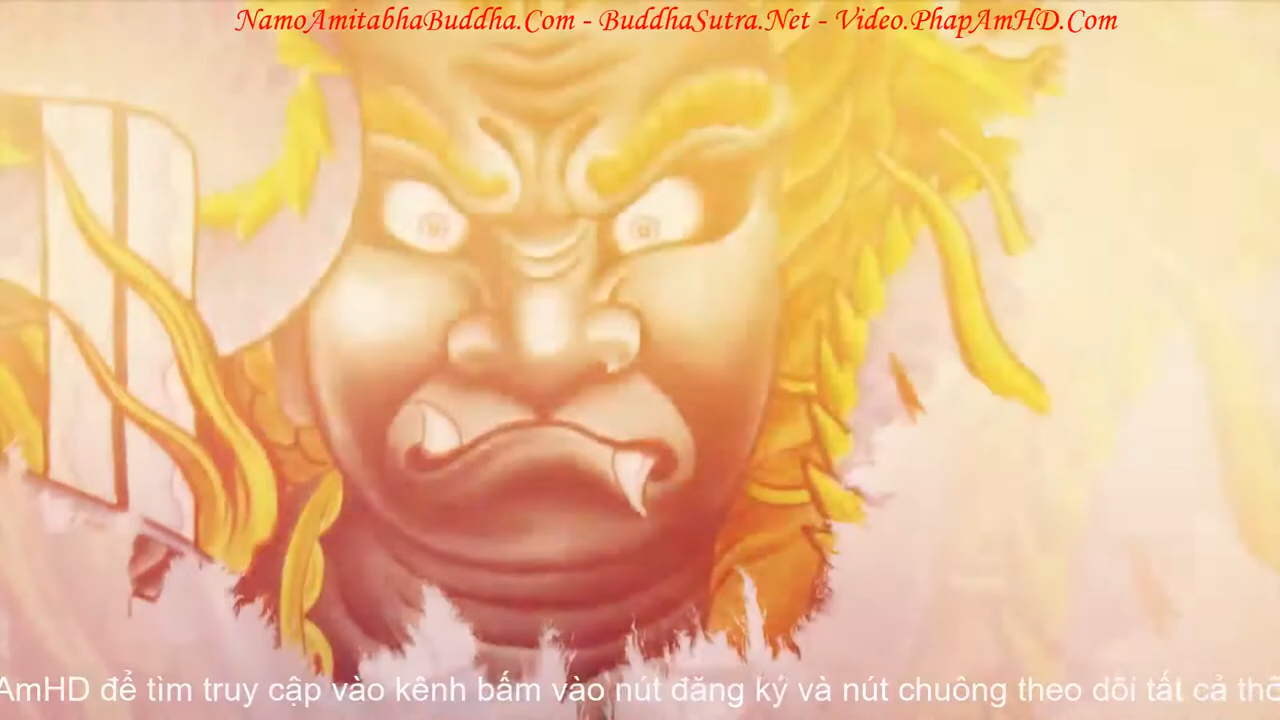 NamoAmitabhaBuddha.Com - BuddhaSutra.Net - Video.PhapAmHD.Com
AmHD để tìm truy cập vào kênh bấm vào nút đăng ký và nút chuông theo dõi tất cả